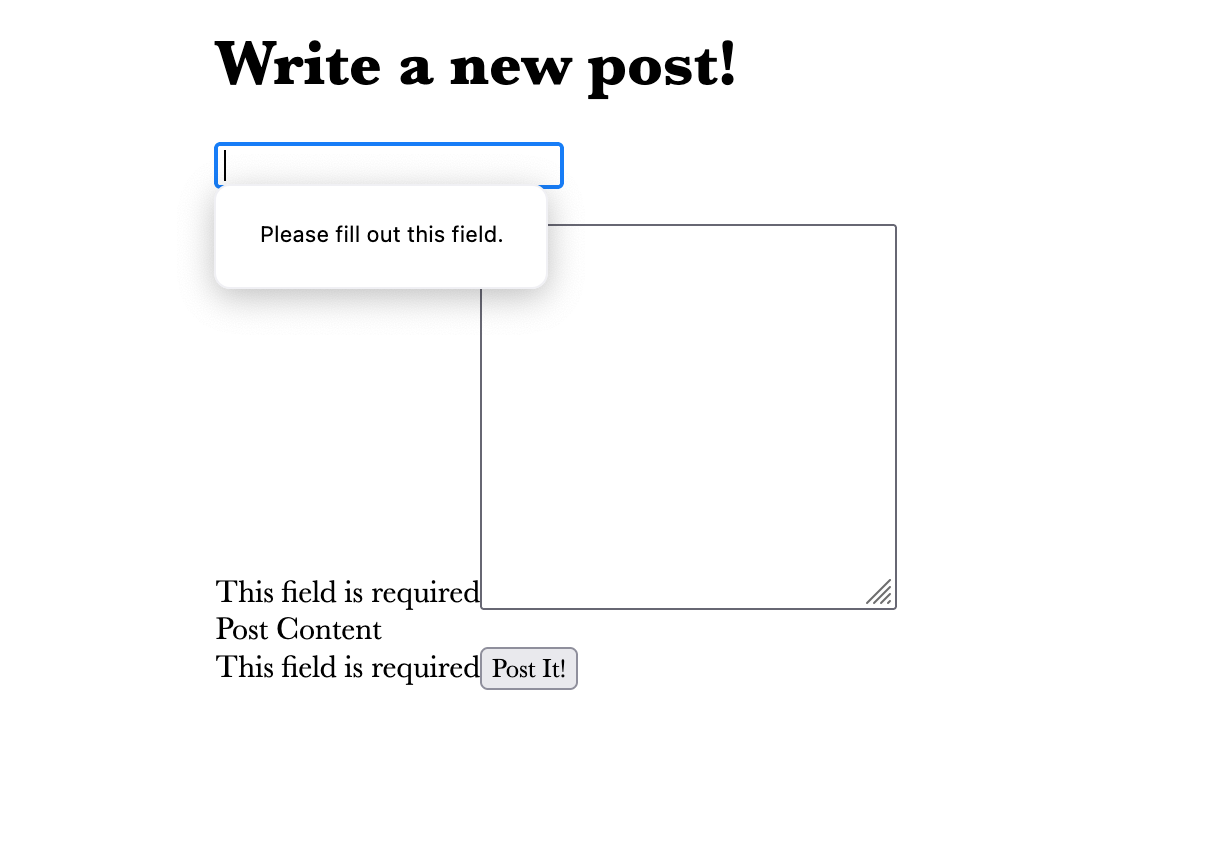 Write a new post!
Please fill out this field.
This field is required
Post Content
This field is required Post It!